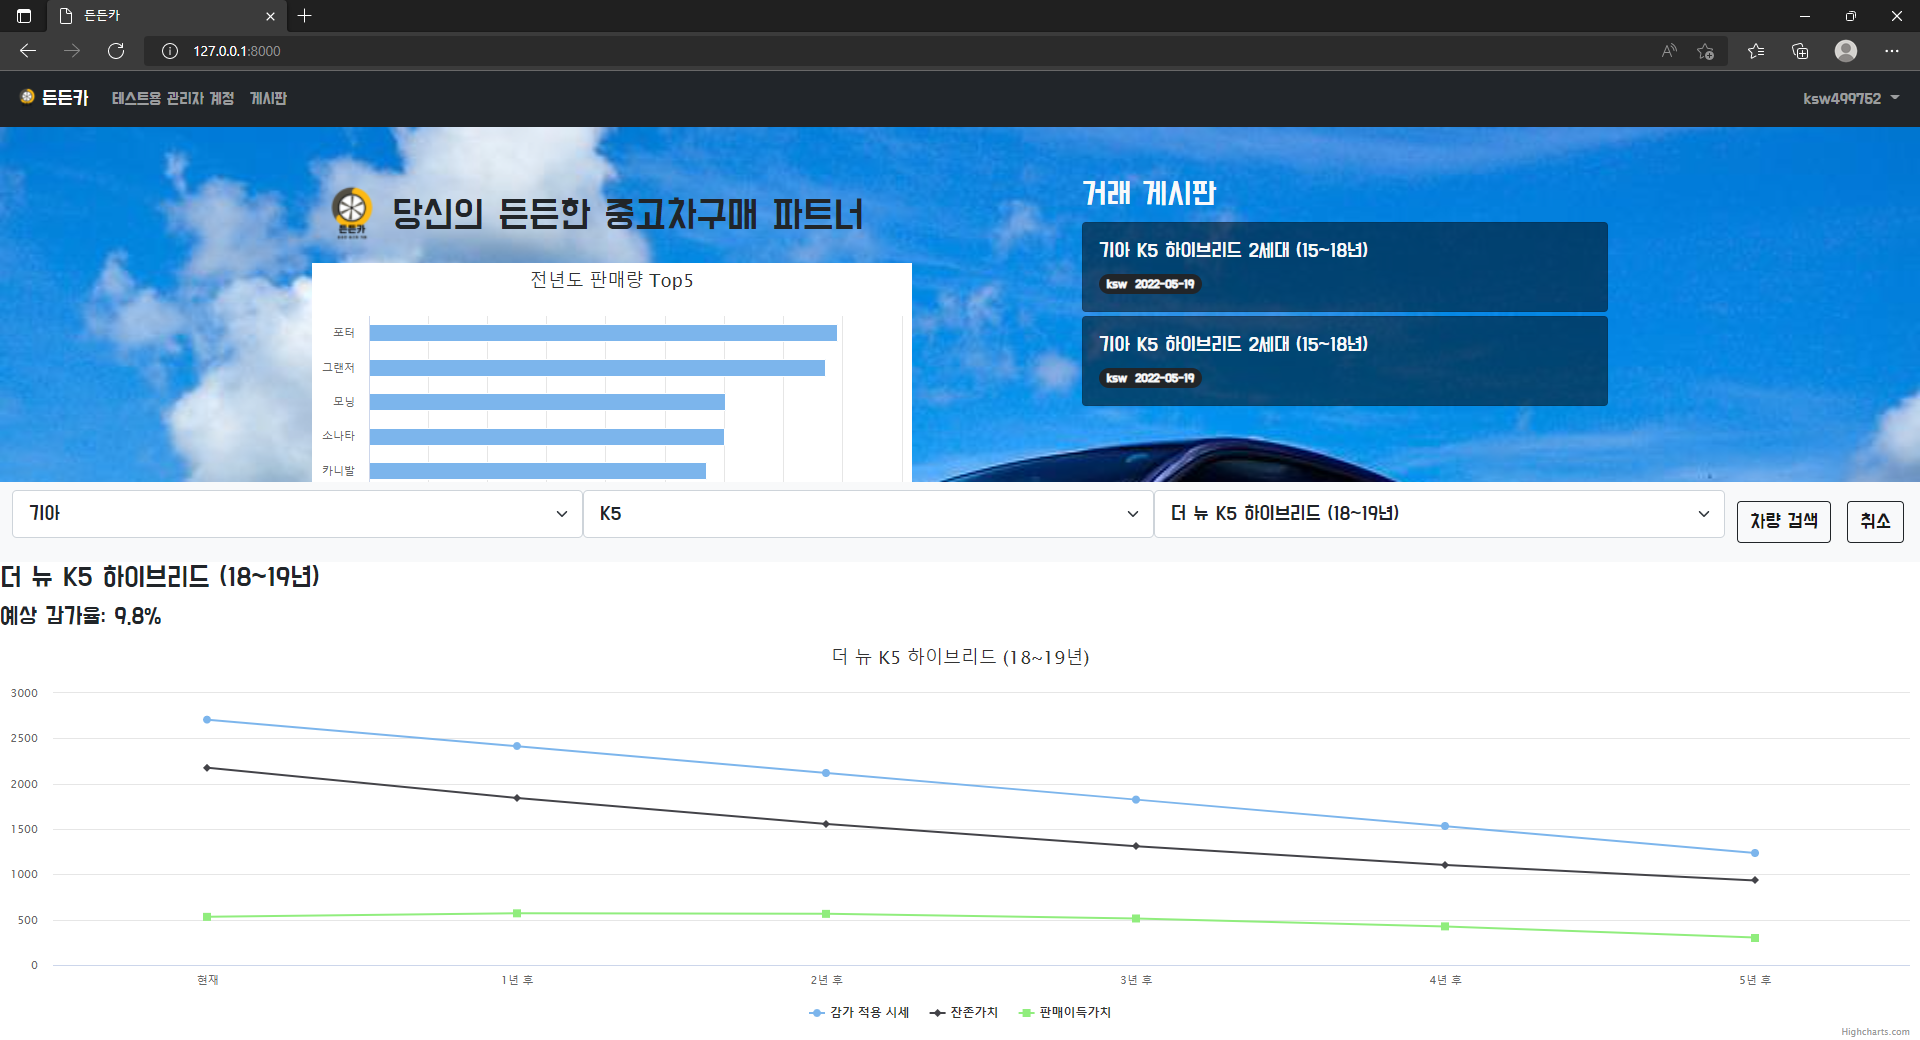 든든카
127.0.0.1:8000
든든카 테스트용 관리자 계정 게시판 ksw499752
든든카
당신의 든든한 중고차구매 파트너
전년도 판매량 Top5
포터
그랜저
모닝
소나타
카니발
거래 게시판
기아 K5 하이브리드 2세대 (15~18년)
ksw 2022-05-19
기아 K5 하이브리드 2세대 (15~18년)
ksw 2022-05-19
기아 K5 더 뉴 K5 하이브리드 (18~19년) 차량 검색 취소
더 뉴 K5 하이브리드 (18~19년)
예상 감가율: 9.8%
더 뉴 K5 하이브리드 (18~19년)
3000
2500
2000
1500
1000
500
0
현재 1년 후 2년 후 3년 후 4년 후 5년 후
감가 적용 시세 잔존가치 판매이득가치
Highcharts.com